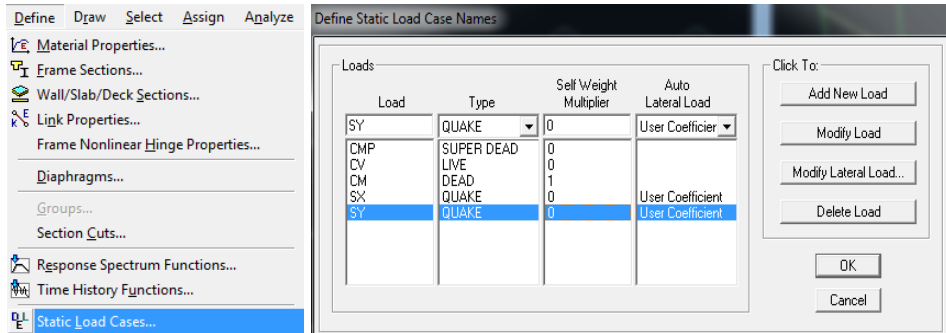 Define Draw Select Assign Analyze
Material Properties...
Frame Sections...
Wall/Slab/Deck Sections...
Link Properties...
Frame Nonlinear Hinge Properties...
Diaphragms...
Groups...
Section Cuts...
Response Spectrum Functions...
Time History Functions...
Static Load Cases...
Define Static Load Case Names
Loads
Load Type Self Weight Multiplier Auto Lateral Load
SY QUAKE 0 User Coefficier
CMP SUPER DEAD 0
CV LIVE 0
CM DEAD 1
SX QUAKE 0 User Coefficient
SY QUAKE 0 User Coefficient
Click To:
Add New Load
Modify Load
Modify Lateral Load...
Delete Load
OK
Cancel